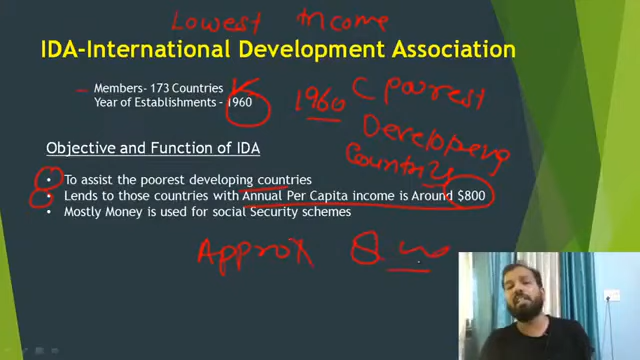 Lowest Income
IDA-International Development Association
Members- 173 Countries
Year of Establishments - 1960
1960
C poorest
Developing
Country
Objective and Function of IDA
• To assist the poorest developing countries
• Lends to those countries with Annual Per Capita income is Around $800
• Mostly Money is used for social Security schemes
Approx